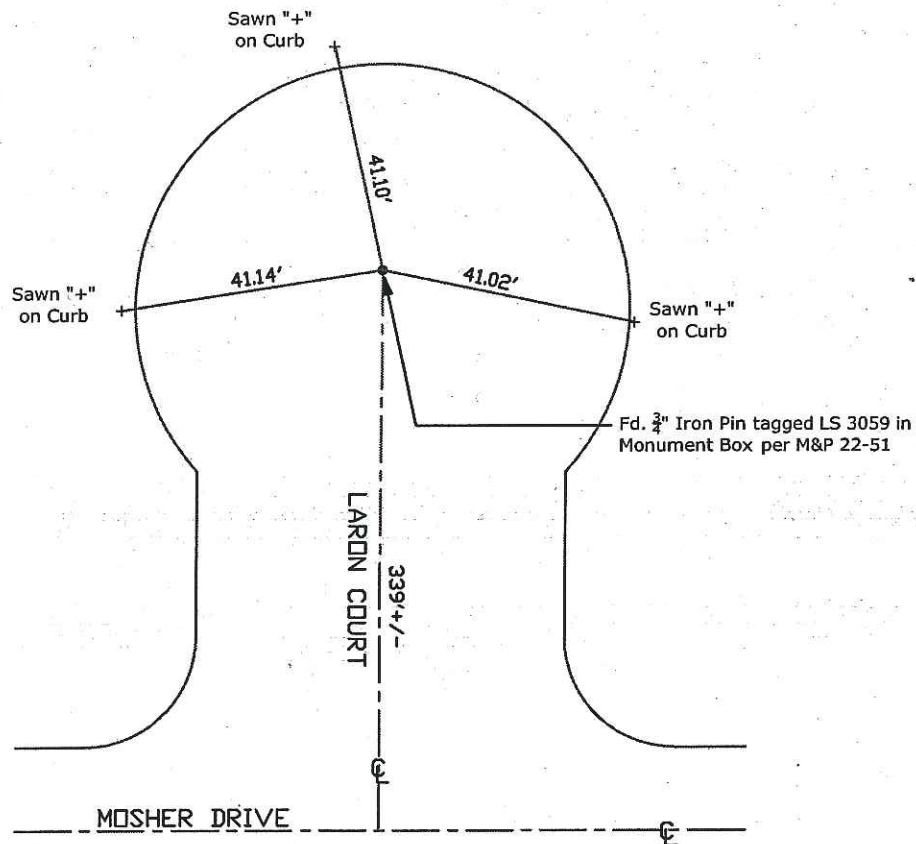 Sawn "+"
on Curb
41.10'
41.14'
41.02'
Sawn "+"
on Curb
Sawn "+"
on Curb
Fd. ¾" Iron Pin tagged LS 3059 in
Monument Box per M&P 22-51
LARON COURT
339'+/-
℄
MOSHER DRIVE
℄